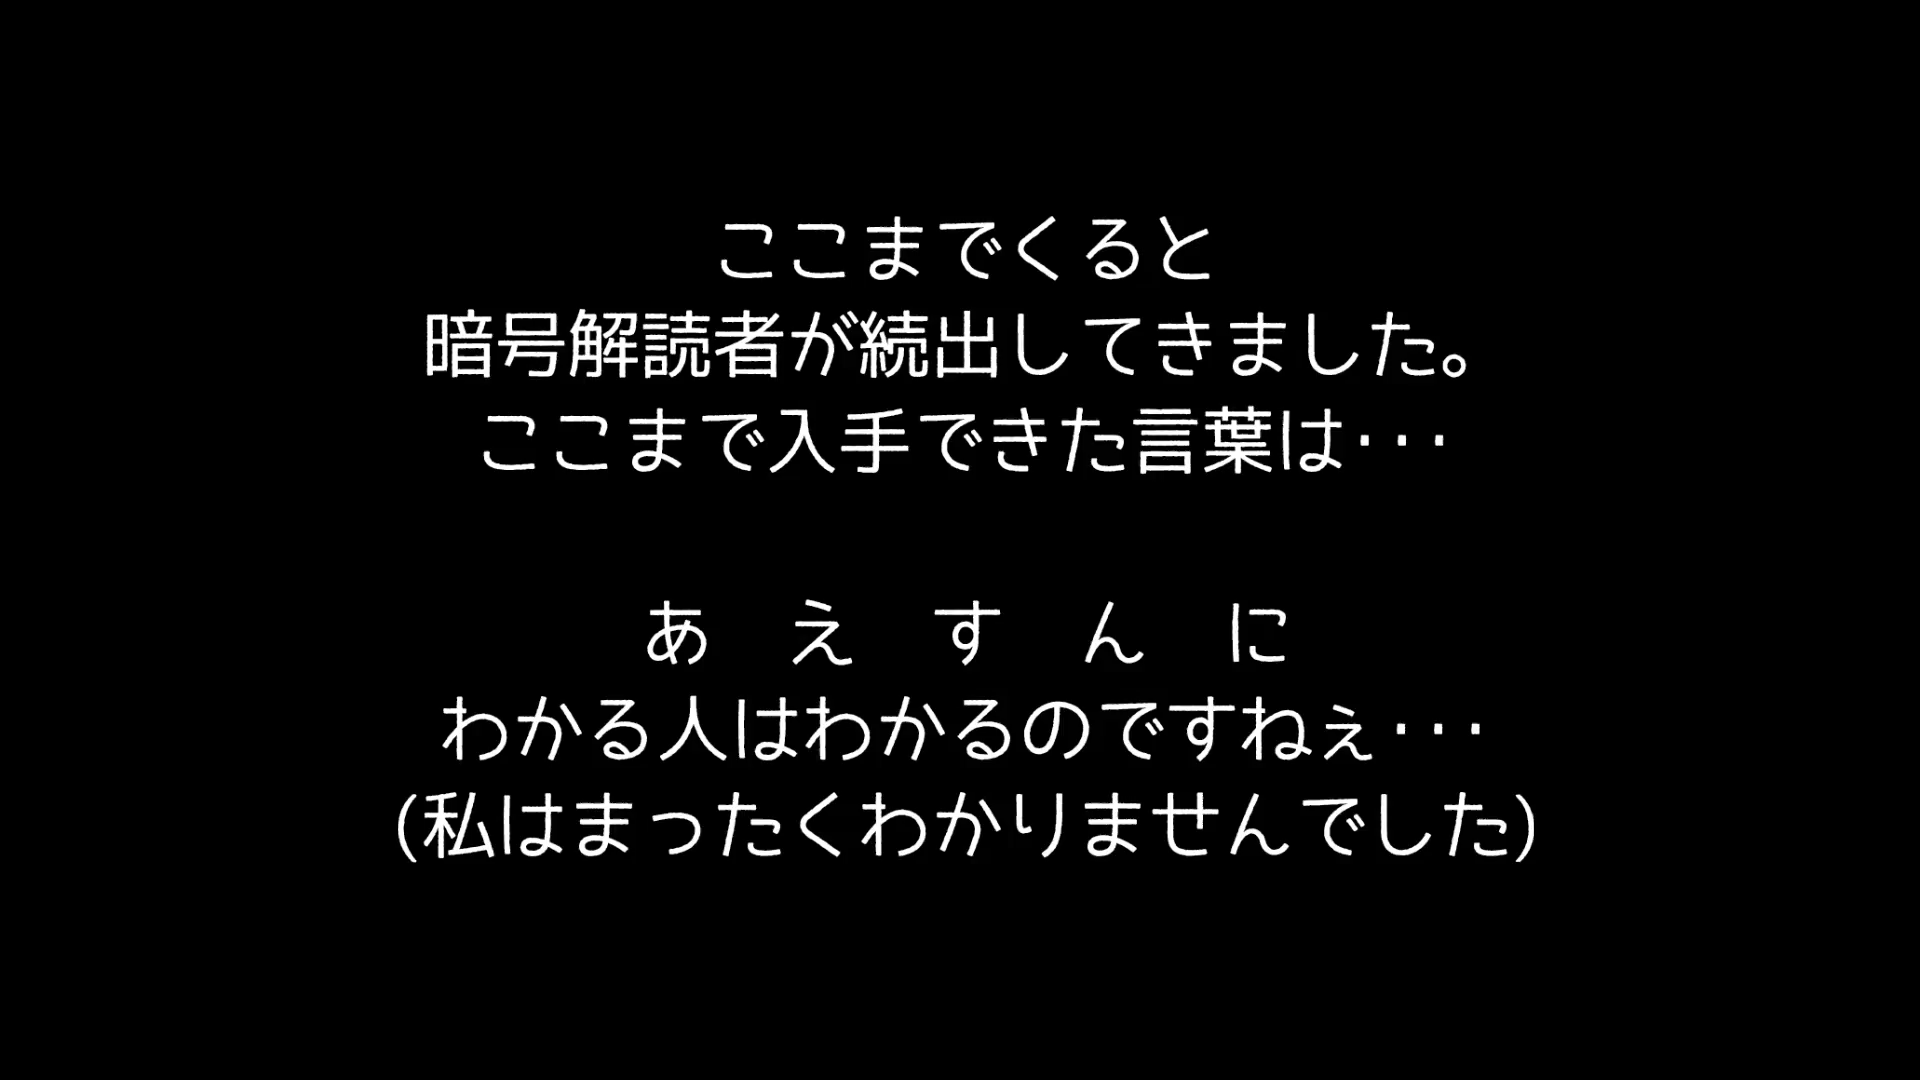 ここまでくると
暗号解読者が続出してきました。
ここまで入手できた言葉は･･･
あ　え　す　ん　に
わかる人はわかるのですねぇ･･･
(私はまったくわかりませんでした)